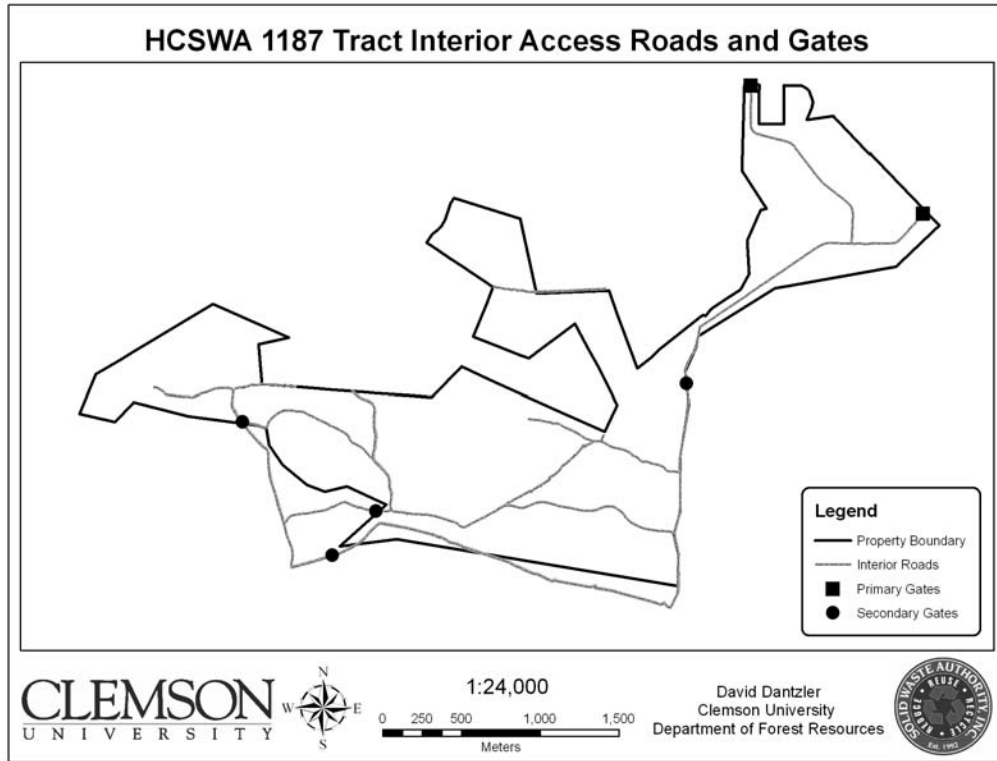 HCSWA 1187 Tract Interior Access Roads and Gates
Legend
Property Boundary
Interior Roads
Primary Gates
Secondary Gates
CLEMSON
UNIVERSITY
N
W
E
S
1:24,000
0 250 500 1,000 1,500
Meters
David Dantzler
Clemson University
Department of Forest Resources
SOLID WASTE AUTHORITY, INC.
REDUCE REUSE RECYCLE
Est. 1992